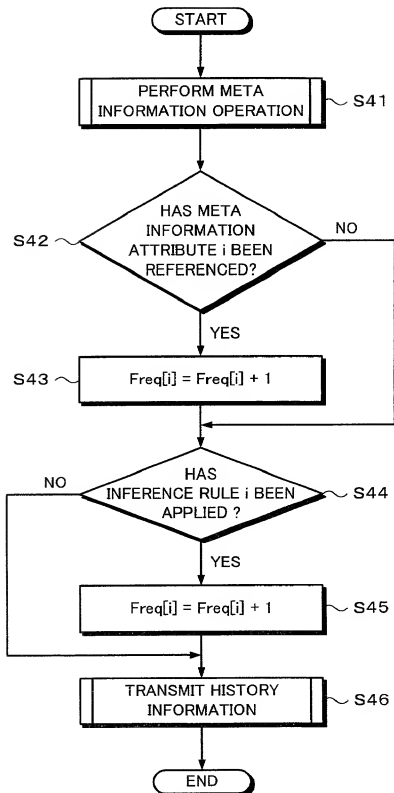 START
PERFORM META
INFORMATION OPERATION
S41
HAS META
INFORMATION
ATTRIBUTE i BEEN
REFERENCED?
S42
NO
YES
Freq[i] = Freq[i] + 1
S43
HAS
INFERENCE RULE i BEEN
APPLIED ?
S44
NO
YES
Freq[i] = Freq[i] + 1
S45
TRANSMIT HISTORY
INFORMATION
S46
END